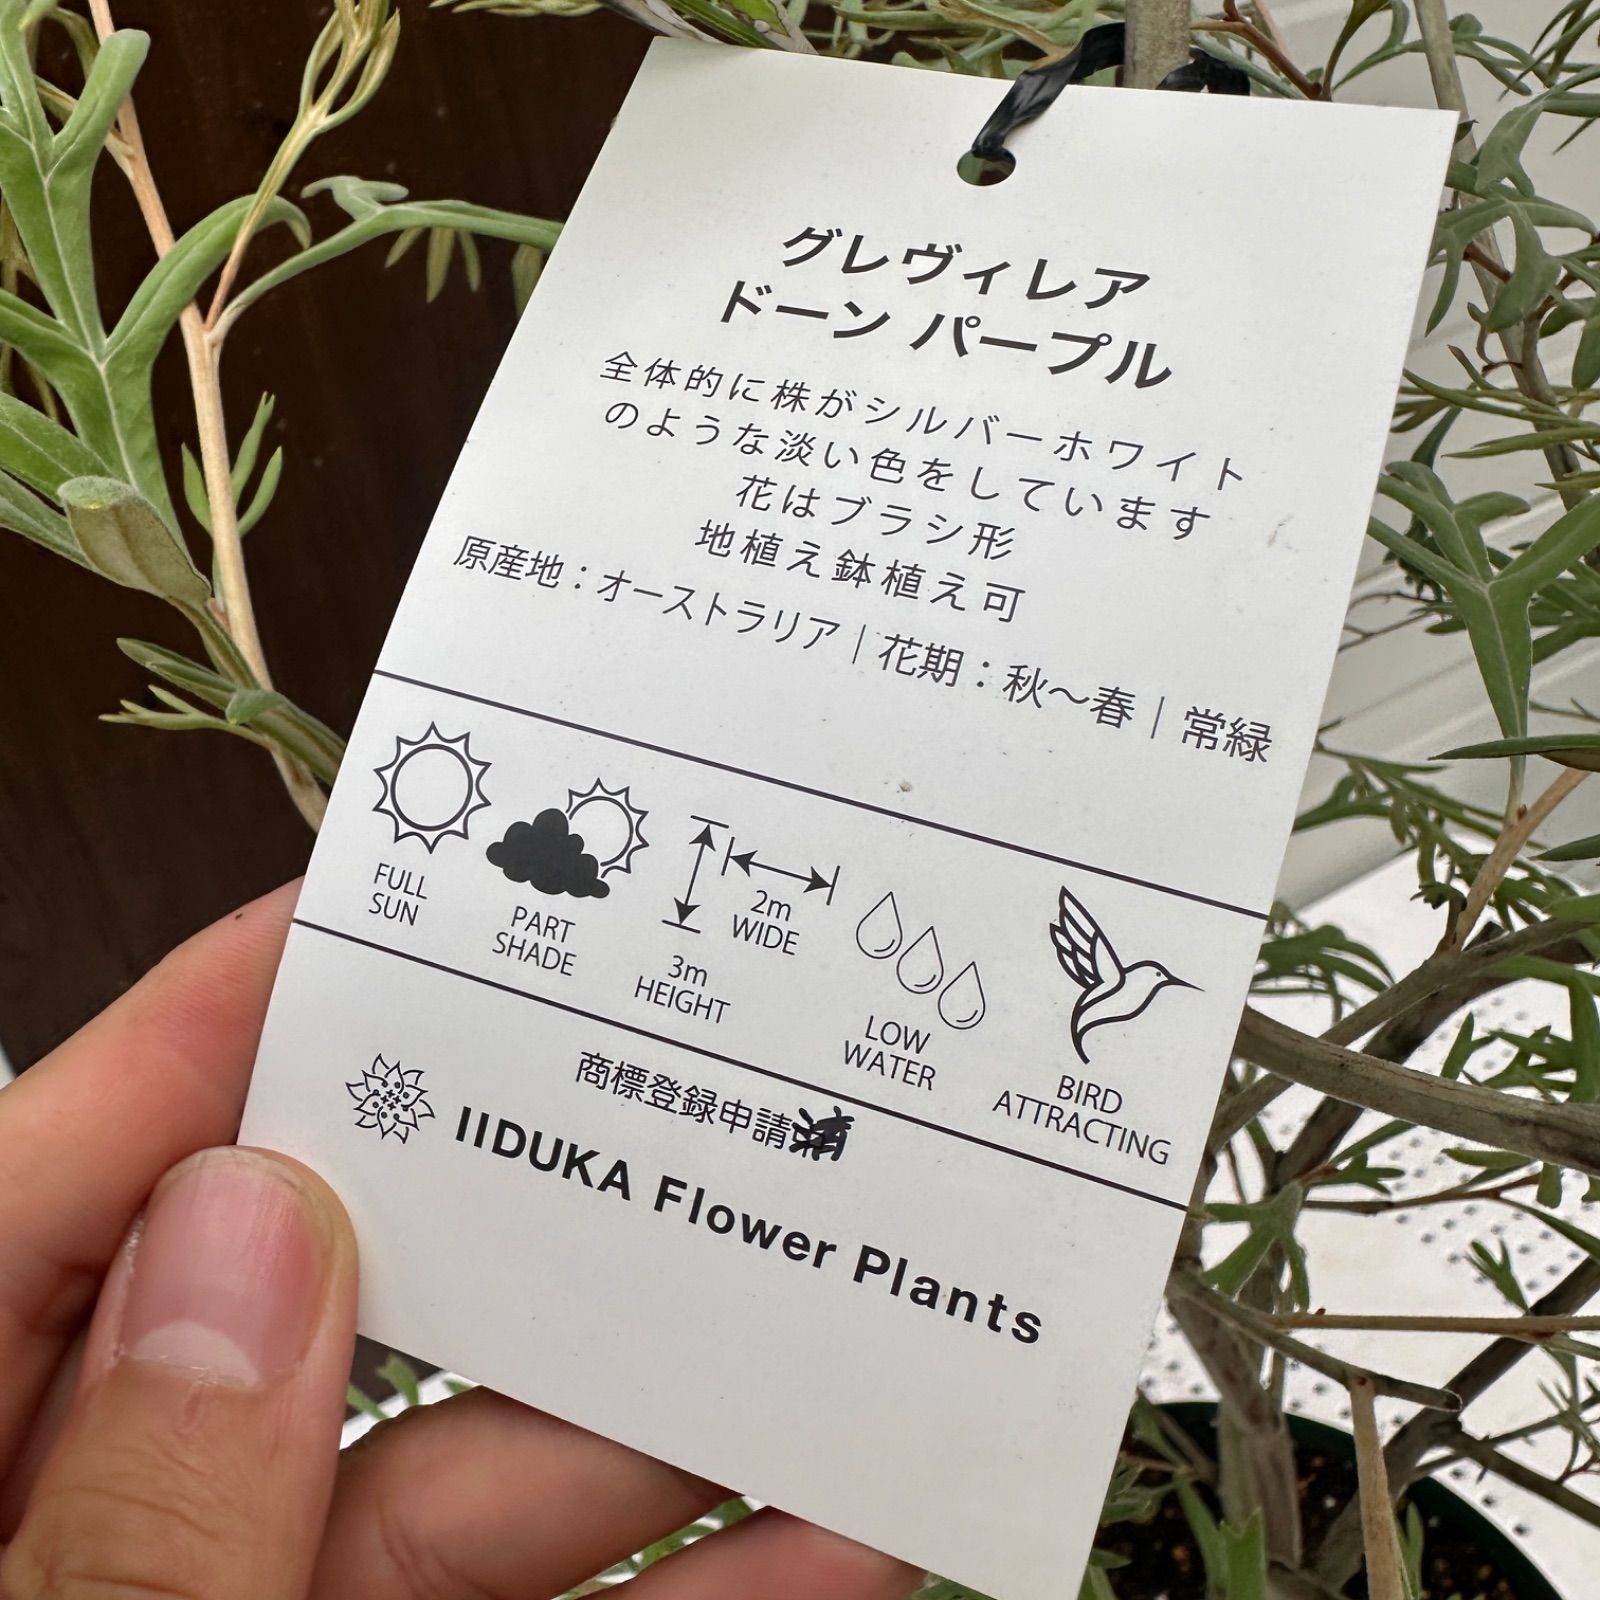 グレヴィレア
ドーン パープル
全体的に株がシルバーホワイト
のような淡い色をしています
花はブラシ形
地植え鉢植え可
原産地：オーストラリア｜花期：秋〜春｜常緑
FULL
SUN
PART
SHADE
3m
HEIGHT
2m
WIDE
LOW
WATER
BIRD
ATTRACTING
商標登録申請済
IIDUKA Flower Plants